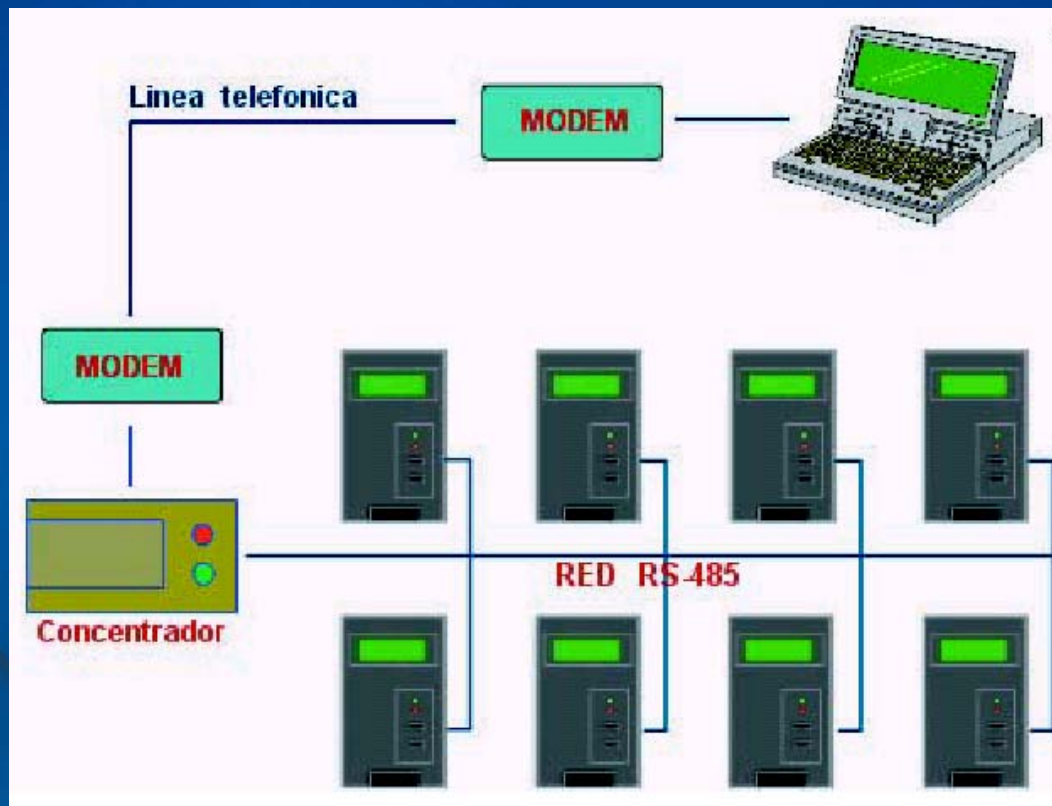 Linea telefonica
MODEM
MODEM
RED RS-485
Concentrador